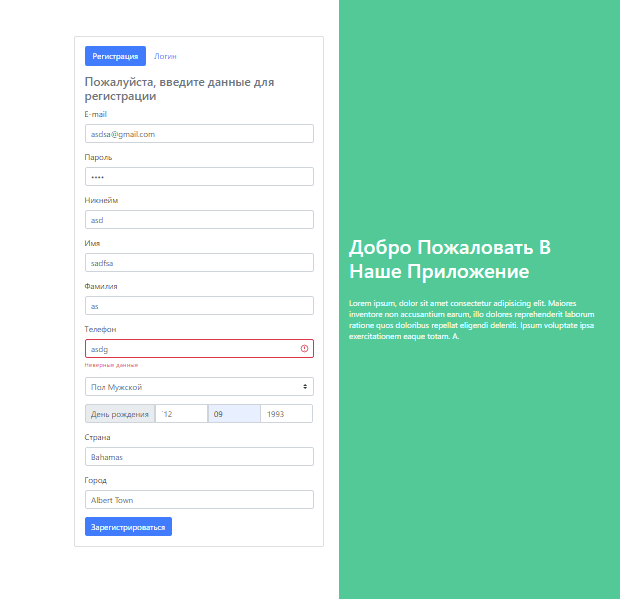 Регистрация Логин
Пожалуйста, введите данные для
регистрации
E-mail
asdsa@gmail.com
Пароль
••••
Никнейм
asd
Имя
sadfsa
Фамилия
as
Телефон
asdg
Неверные данные
Пол Мужской
День рождения `12 09 1993
Страна
Bahamas
Город
Albert Town
Зарегистрироваться
Добро Пожаловать В
Наше Приложение
Lorem ipsum, dolor sit amet consectetur adipisicing elit. Maiores
inventore non accusantium earum, illo dolores reprehenderit laborum
ratione quos doloribus repellat eligendi deleniti. Ipsum voluptate ipsa
exercitationem eaque totam. A.